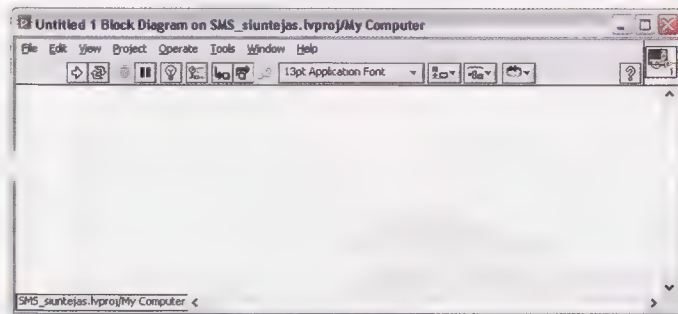 Untitled 1 Block Diagram on SMS_siuntejas.lvproj/My Computer
File Edit View Project Operate Tools Window Help
13pt Application Font
?
1
SMS_siuntejas.lvproj/My Computer